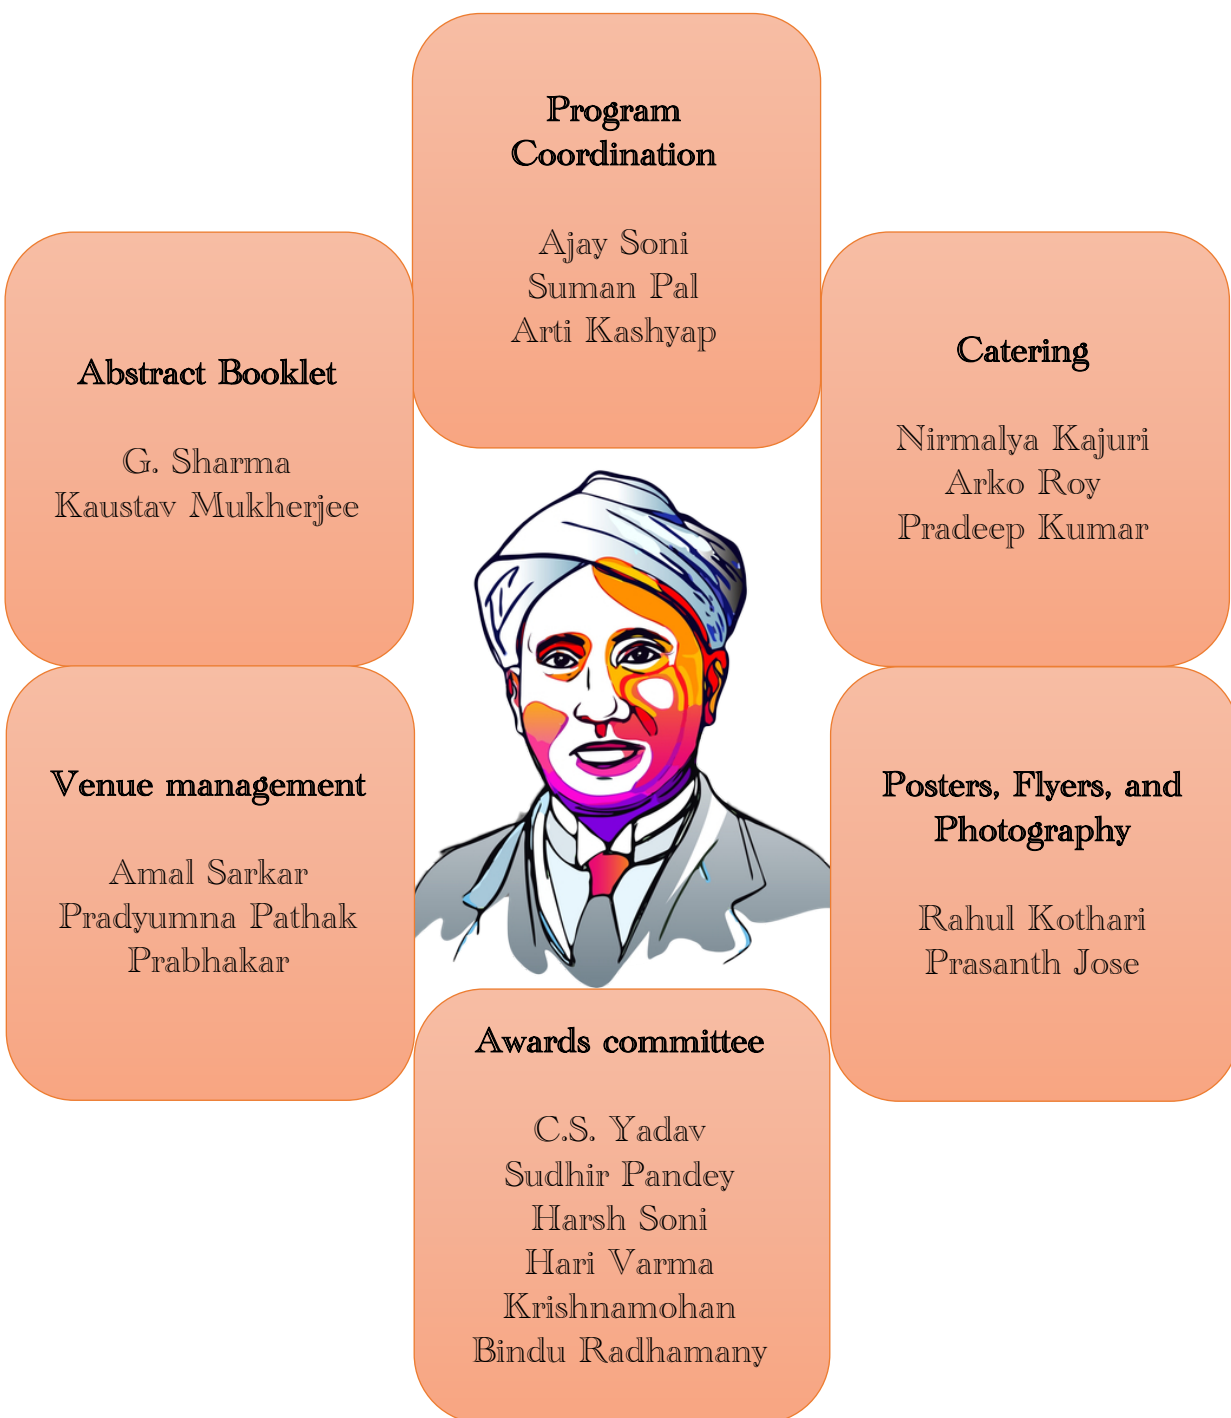 Program
Coordination
Ajay Soni
Suman Pal
Arti Kashyap
Abstract Booklet
G. Sharma
Kaustav Mukherjee
Catering
Nirmalya Kajuri
Arko Roy
Pradeep Kumar
Venue management
Amal Sarkar
Pradyumna Pathak
Prabhakar
Posters, Flyers, and
Photography
Rahul Kothari
Prasanth Jose
Awards committee
C.S. Yadav
Sudhir Pandey
Harsh Soni
Hari Varma
Krishnamohan
Bindu Radhamany